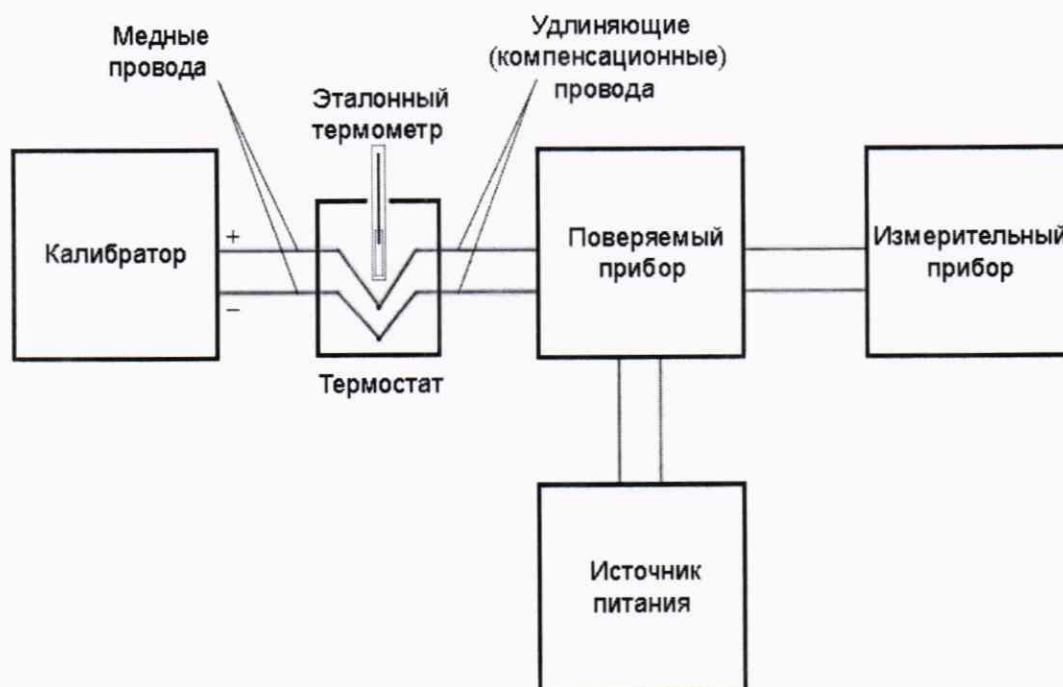 Медные
провода
Удлиняющие
(компенсационные)
провода
Эталонный
термометр
Калибратор
+
−
Термостат
Поверяемый
прибор
Измерительный
прибор
Источник
питания